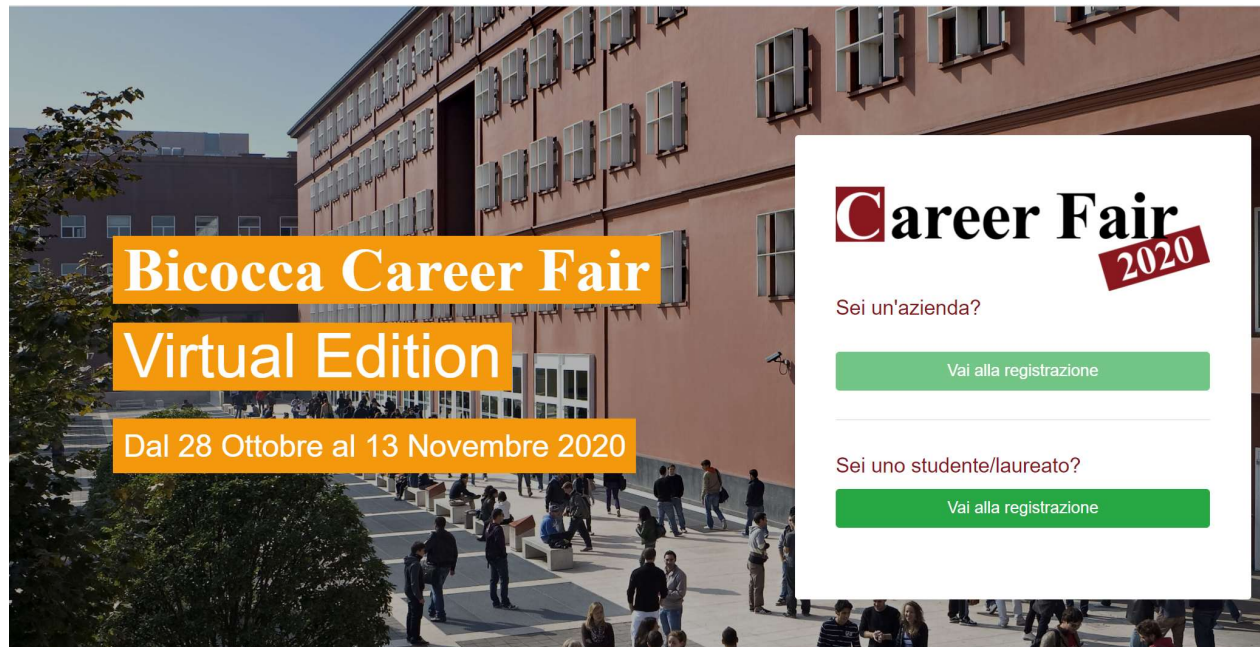 Bicocca Career Fair
Virtual Edition
Dal 28 Ottobre al 13 Novembre 2020
Career Fair
2020
Sei un'azienda?
Vai alla registrazione
Sei uno studente/laureato?
Vai alla registrazione